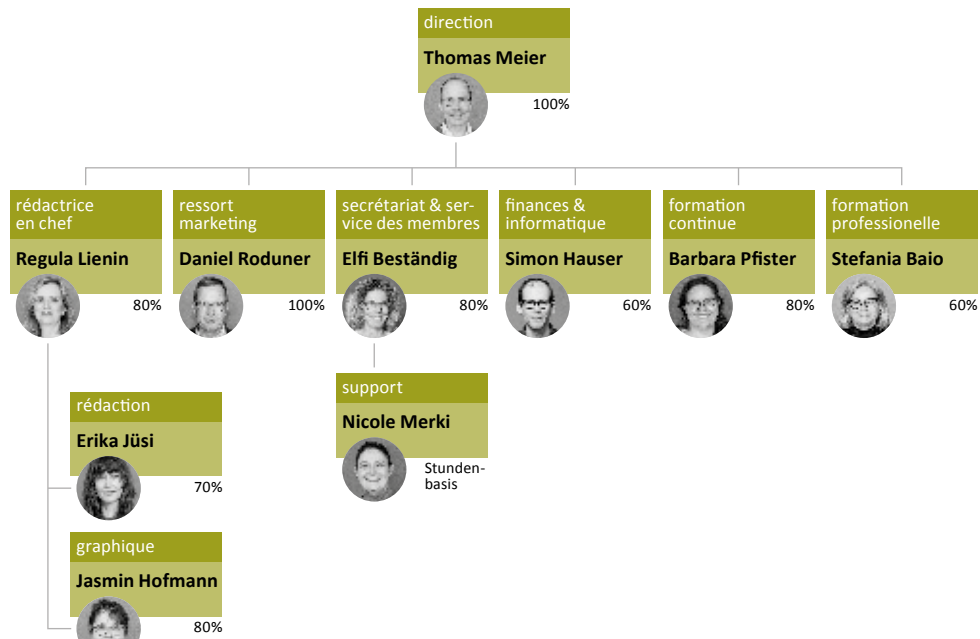 direction
Thomas Meier
100%
rédactrice
en chef
Regula Lienin
80%
ressort
marketing
Daniel Roduner
100%
secrétariat & ser-
vice des membres
Elfi Beständig
80%
finances &
informatique
Simon Hauser
60%
formation
continue
Barbara Pfister
80%
formation
professionelle
Stefania Baio
60%
rédaction
Erika Jüsi
70%
support
Nicole Merki
Stunden-
basis
graphique
Jasmin Hofmann
80%